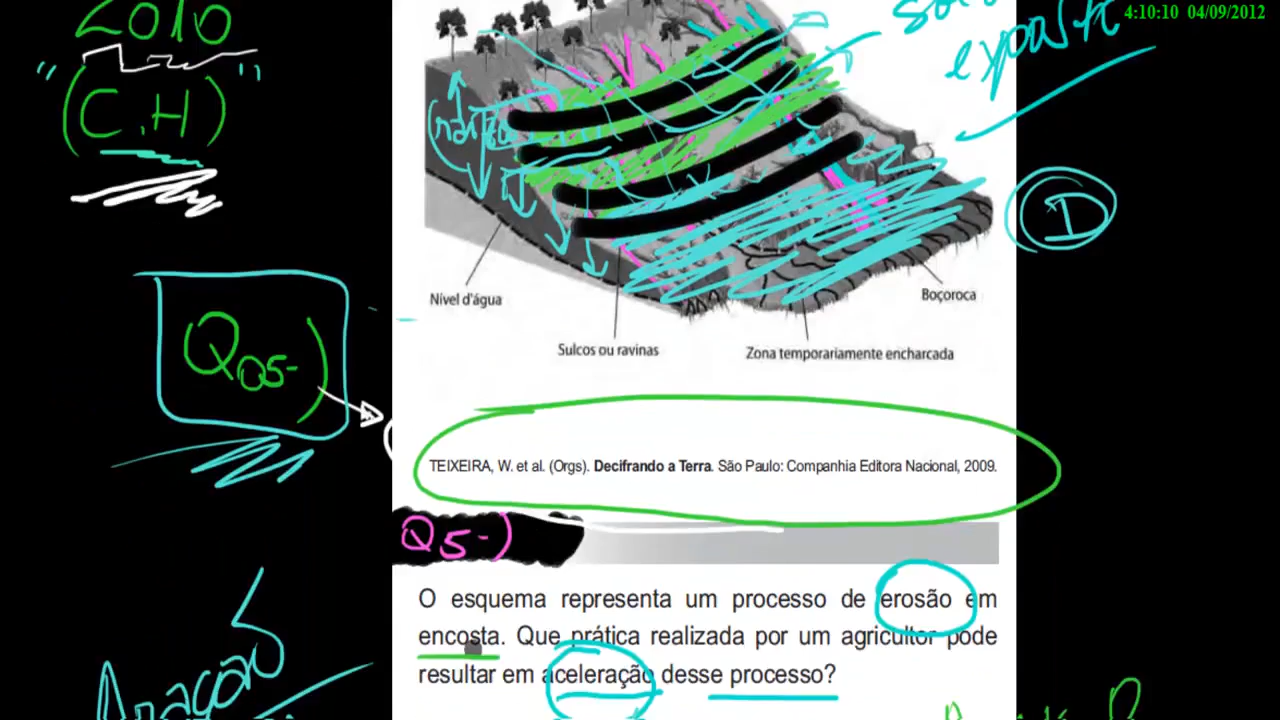 4:10:10 04/09/2012
2010
"(C.H)"
exposto
D
Nível d'água
Boçoroca
Sulcos ou ravinas
Zona temporariamente encharcada
Q05-)
TEIXEIRA, W. et al. (Orgs). Decifrando a Terra. São Paulo: Companhia Editora Nacional, 2009.
Q5-)
O esquema representa um processo de erosão em
encosta. Que prática realizada por um agricultor pode
resultar em aceleração desse processo?
Aração